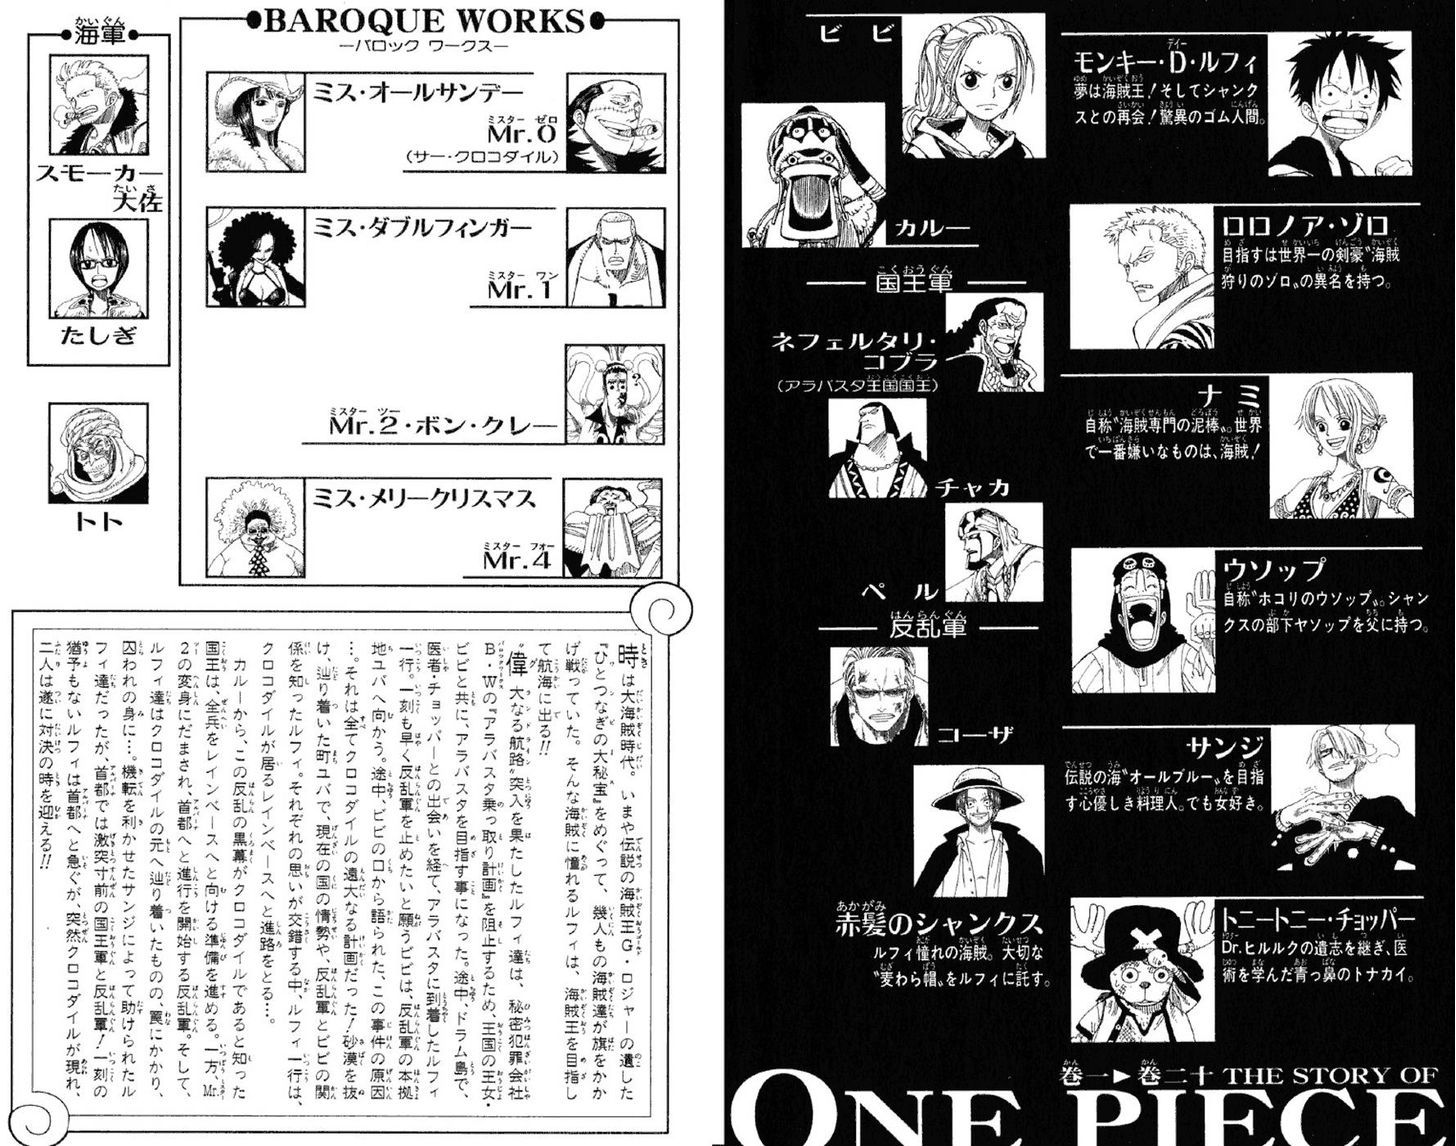 モンキー・D・ルフィ
夢は海賊王!そしてシャンク
スとの再会!驚異のゴム人間。
ロロノア・ゾロ
目指すは世界一の剣豪〝海賊
狩りのゾロ〟の異名を持つ。
ナミ
自称〝海賊専門の泥棒〟。世界
で一番嫌いなものは、海賊!
ウソップ
自称〝ホコリのウソップ〟。シャン
クスの部下ヤソップを父に持つ。
サンジ
伝説の海〝オールブルー〟を目指
す心優しき料理人。でも女好き。
トニートニー・チョッパー
Dr.ヒルルクの遺志を継ぎ、医
術を学んだ青っ鼻のトナカイ。
ビビ
カルー
国王軍
ネフェルタリ・
コブラ
(アラバスタ王国国王)
チャカ
ペル
反乱軍
コーザ
赤髪のシャンクス
ルフィ憧れの海賊。大切な
〝麦わら帽〟をルフィに託す。
巻一▶巻二十 THE STORY OF
ONE PIECE
BAROQUE WORKS
―バロック ワークス―
ミス・オールサンデー
Mr.0
(サー・クロコダイル)
ミス・ダブルフィンガー
Mr.1
Mr.2・ボン・クレー
ミス・メリークリスマス
Mr.4
海軍
スモーカー
大佐
たしぎ
トト
時は大海賊時代。いまや伝説の海賊王G・ロジャーの遺した
『ひとつなぎの大秘宝』をめぐって、幾人もの海賊達が旗をかか
げ戦っていた。そんな海賊に憧れるルフィは、海賊王を目指し
て航海に出る!!
〝偉大なる航路〟突入を果たしたルフィ達は、秘密犯罪会社
B・Wの『アラバスタ乗っ取り計画』を阻止するため、王国の王女・
ビビと共に、アラバスタを目指す事になった。途中、ドラム島で、
医者・チョッパーとの出会いを経て、アラバスタに到着したルフィ
一行。一刻も早く反乱軍を止めたいと願うビビは、反乱軍の本拠
地ユバへ向かう。途中、ビビの口から語られた、この事件の原因
…。それは全てクロコダイルの遠大なる計画だった!砂漠を抜
け、辿り着いた町ユバで、現在の国の情勢や、反乱軍とビビの関
係を知ったルフィ。それぞれの思いが交錯する中、ルフィ一行は、
クロコダイルが居るレインベースへと進路をとる…。
カルーから、この反乱の黒幕がクロコダイルであると知った
国王は、全兵をレインベースへと向ける準備を進める。一方、Mr.
2の変身にだまされ、首都へと進行を開始する反乱軍。そして、
ルフィ達はクロコダイルの元へ辿り着いたものの、罠にかかり、
囚われの身に…。機転を利かせたサンジによって助けられたル
フィ達だったが、首都では激突寸前の国王軍と反乱軍!一刻の
猶予もないルフィは首都へと急ぐが、突然クロコダイルが現れ、
二人は遂に対決の時を迎える!!